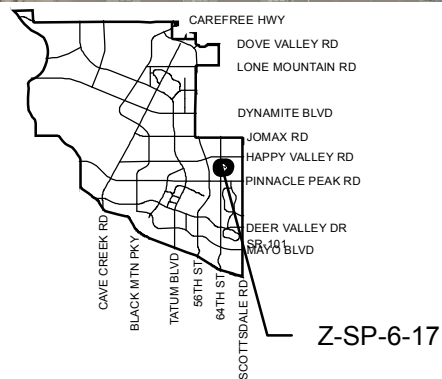 CAREFREE HWY
DOVE VALLEY RD
LONE MOUNTAIN RD
DYNAMITE BLVD
JOMAX RD
HAPPY VALLEY RD
PINNACLE PEAK RD
DEER VALLEY DR
SR-101
MAYO BLVD
CAVE CREEK RD
BLACK MTN PKY
TATUM BLVD
56TH ST
64TH ST
SCOTTSDALE RD
Z-SP-6-17